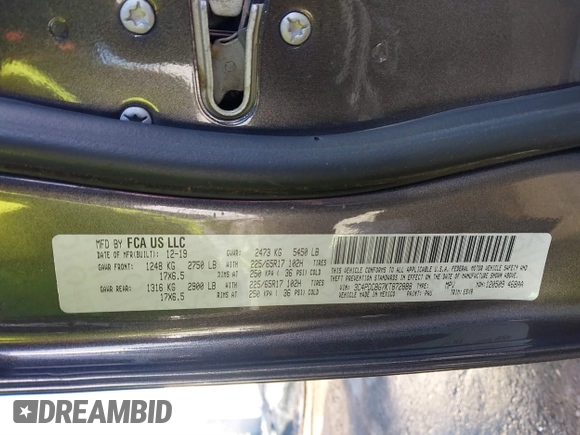 MFD BY FCA US LLC
DATE OF MFR(BUILT): 12-19
GVWR: 2473 KG 5450 LB
GAWR FRONT: 1248 KG 2750 LB WITH 225/65R17 102H TIRES
17X6.5 RIMS AT 250 KPA ( 36 PSI) COLD
GAWR REAR: 1316 KG 2900 LB WITH 225/65R17 102H TIRES
17X6.5 RIMS AT 250 KPA ( 36 PSI) COLD
THIS VEHICLE CONFORMS TO ALL APPLICABLE U.S.A. FEDERAL MOTOR VEHICLE SAFETY, BUMPER, AND
THEFT PREVENTION STANDARDS IN EFFECT ON THE DATE OF MANUFACTURE SHOWN ABOVE.
TYPE: MPV
MADE IN MEXICO PAINT: PAU
DREAMBID